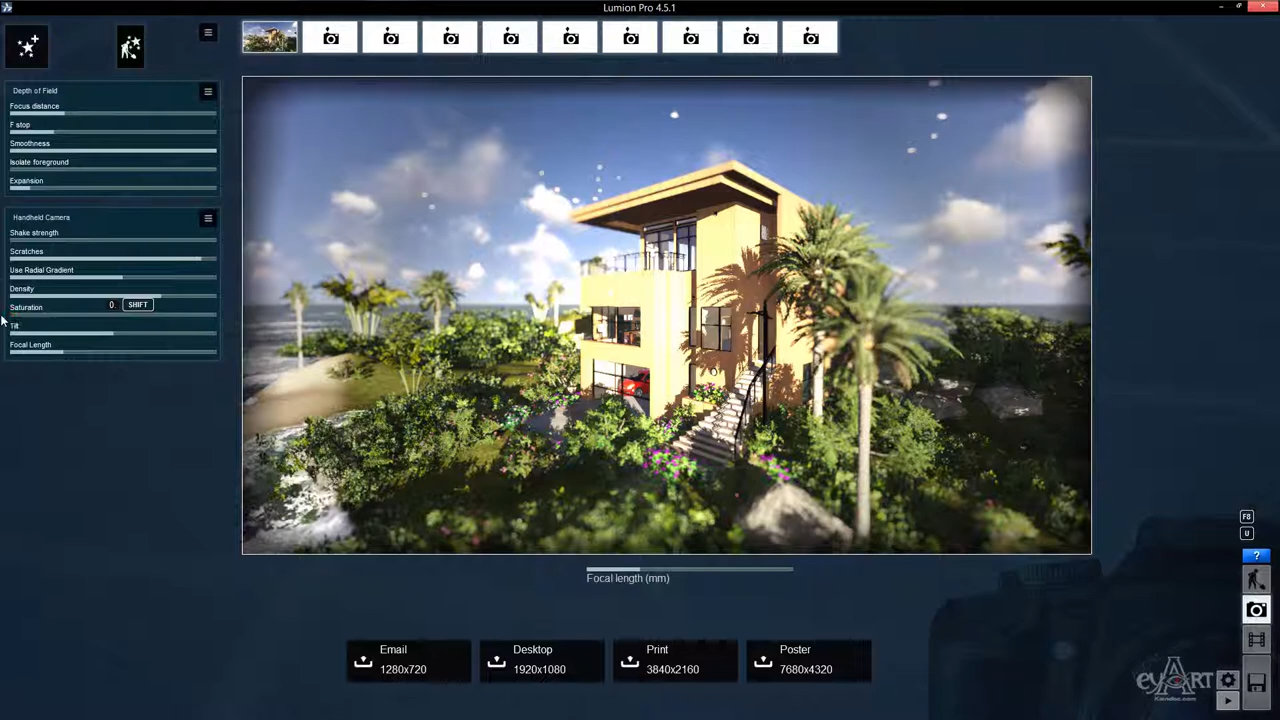 Lumion Pro 4.5.1
Depth of Field
Focus distance
F stop
Smoothness
Isolate foreground
Expansion
Handheld Camera
Shake strength
Scratches
Use Radial Gradient
Density
Saturation 0. SHIFT
Tilt
Focal Length
Focal length (mm)
Email
1280x720
Desktop
1920x1080
Print
3840x2160
Poster
7680x4320
F8
U
?
eyART